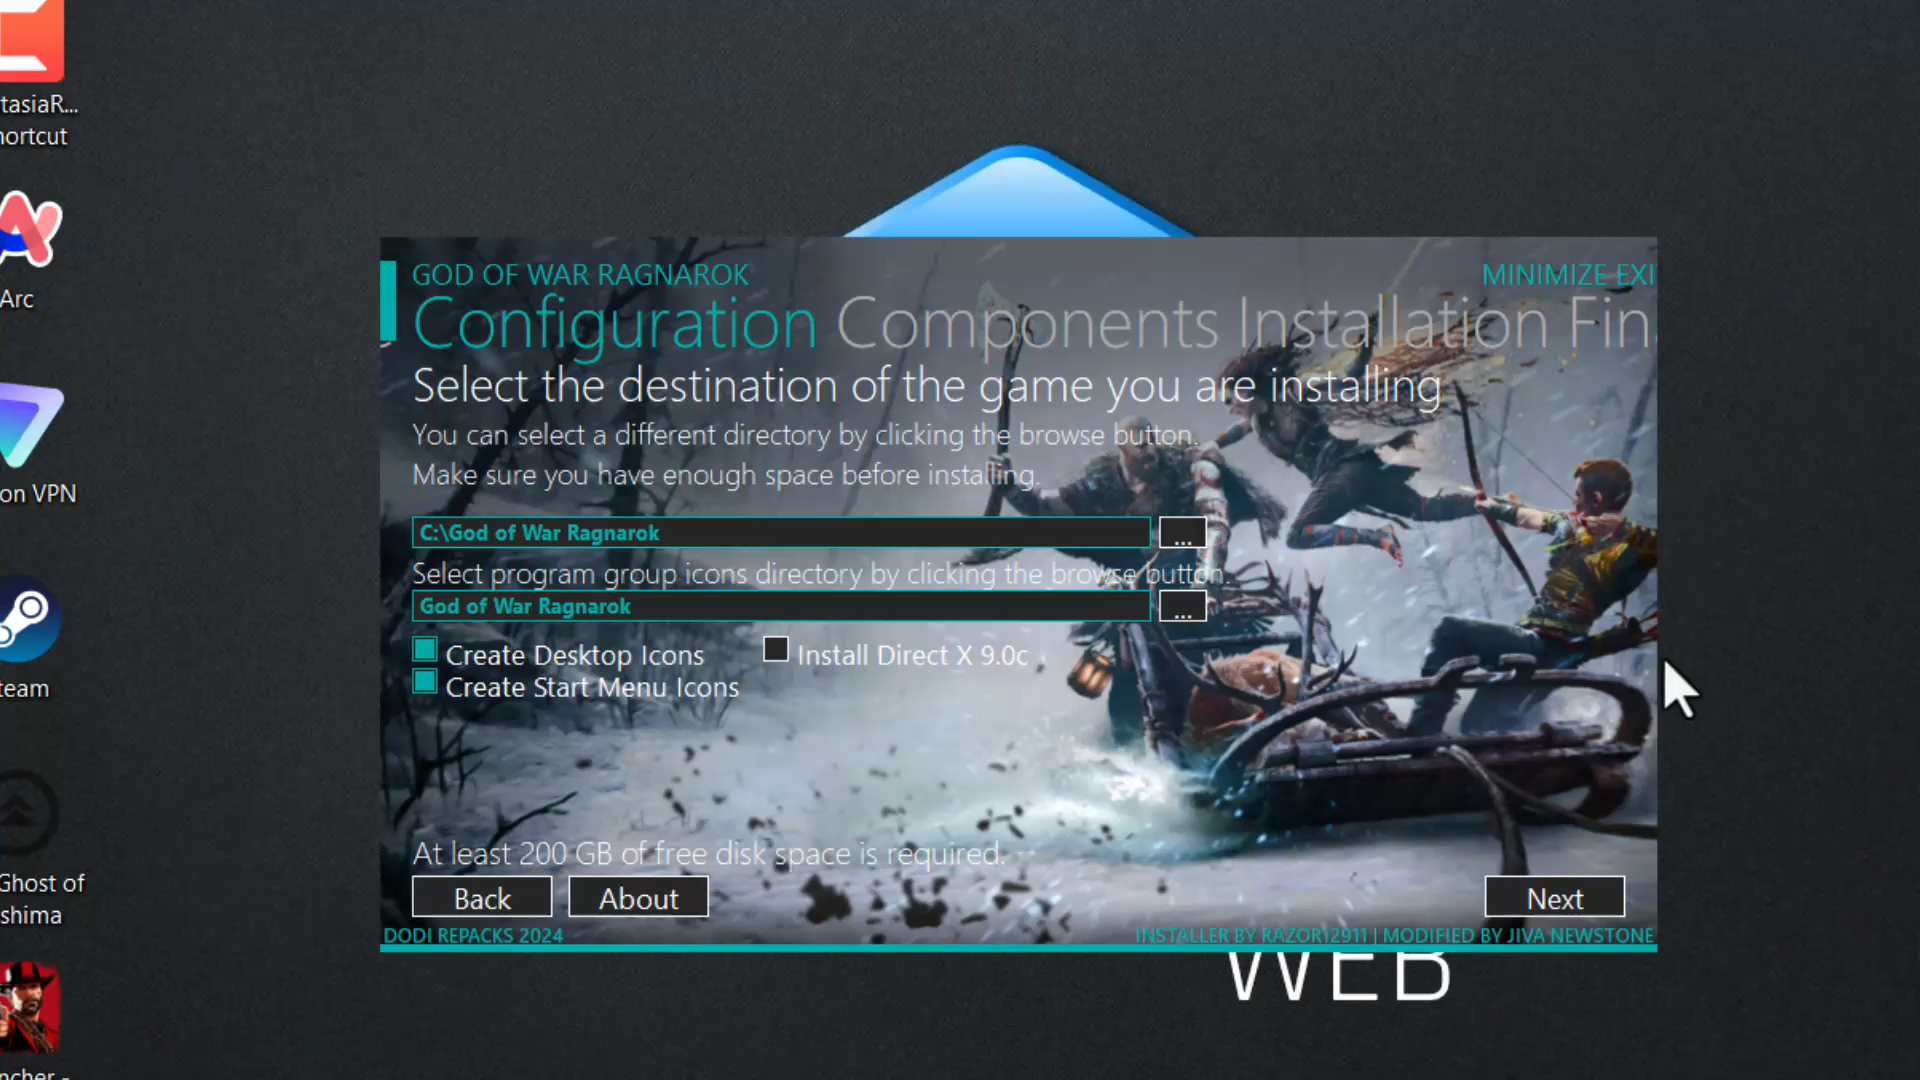 tasiaR...
hortcut
Arc
on VPN
team
Ghost of
shima
ncher -
GOD OF WAR RAGNAROK
MINIMIZE EXI
Configuration Components Installation Fin
Select the destination of the game you are installing
You can select a different directory by clicking the browse button.
Make sure you have enough space before installing.
C:\God of War Ragnarok
...
Select program group icons directory by clicking the browse button.
God of War Ragnarok
...
Create Desktop Icons
Install Direct X 9.0c
Create Start Menu Icons
At least 200 GB of free disk space is required.
Back
About
Next
DODI REPACKS 2024
INSTALLER BY RAZOR12911 | MODIFIED BY JIVA NEWSTONE
WEB